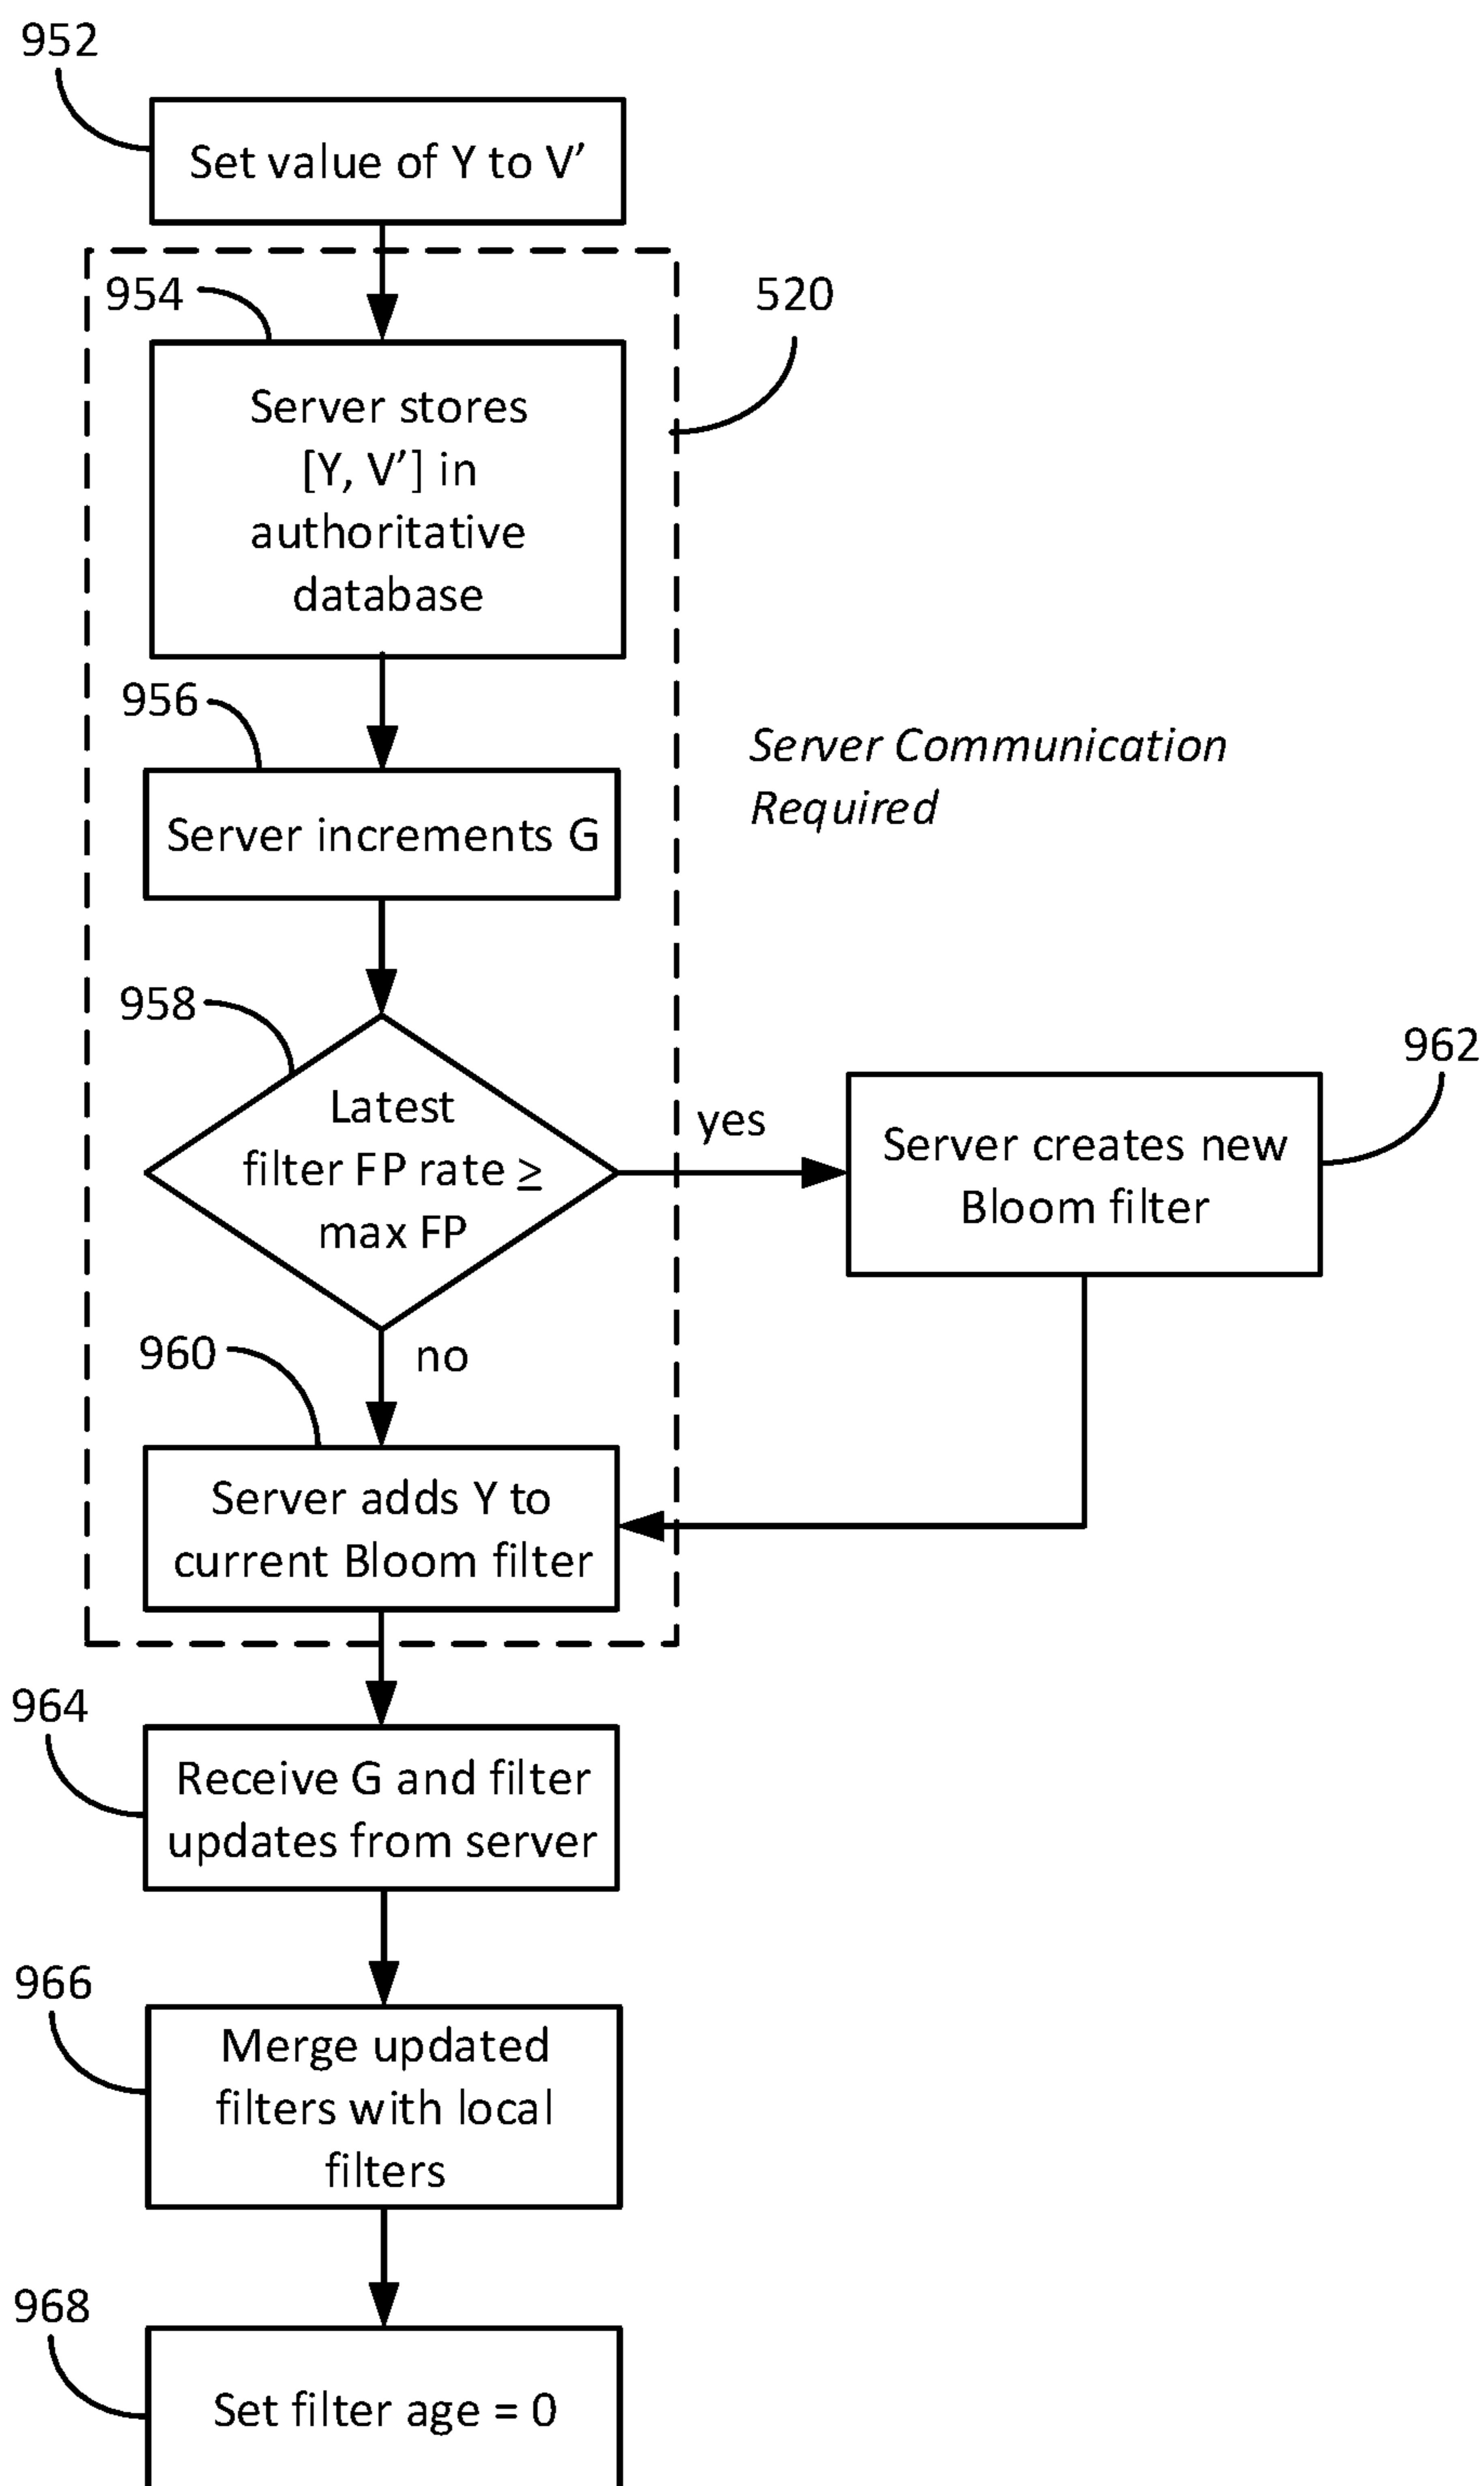 952
Set value of Y to V’
954
520
Server stores
[Y, V’] in
authoritative
database
956
Server Communication
Required
Server increments G
958
962
Latest
filter FP rate ≥
max FP
yes
Server creates new
Bloom filter
960
no
Server adds Y to
current Bloom filter
964
Receive G and filter
updates from server
966
Merge updated
filters with local
filters
968
Set filter age = 0